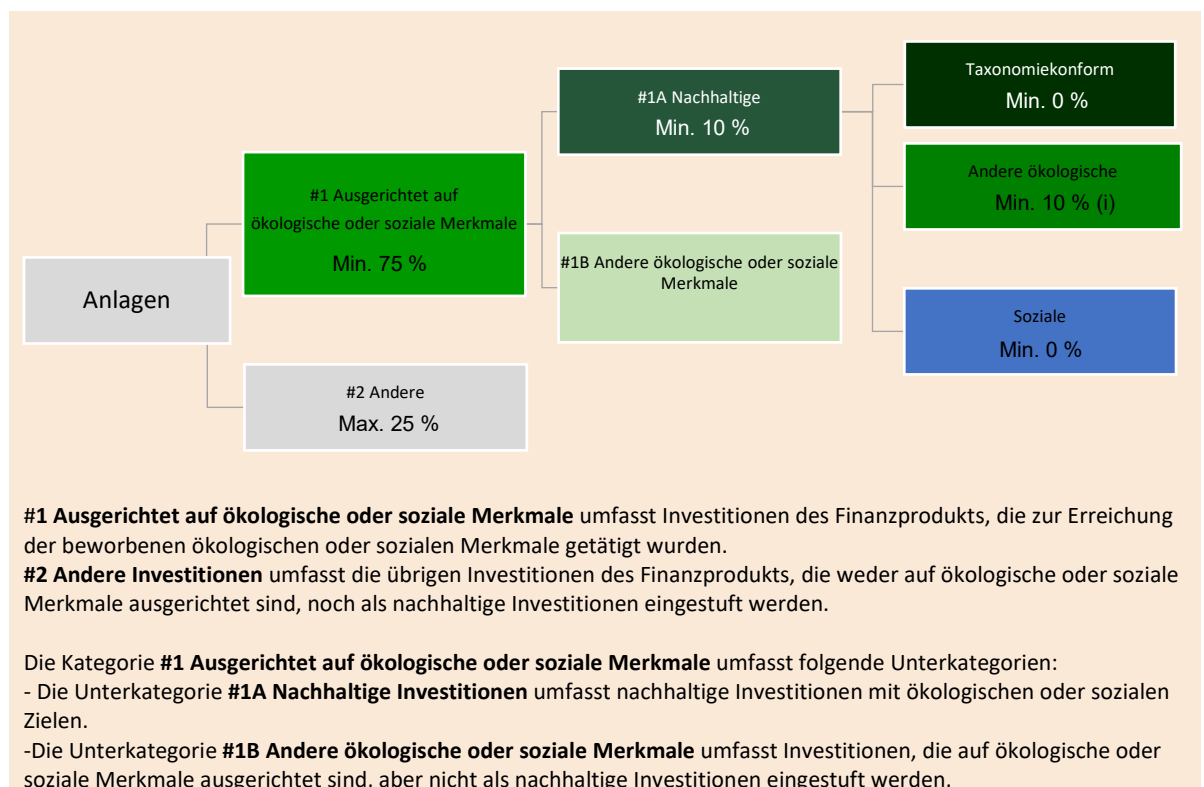 Anlagen
#1 Ausgerichtet auf
ökologische oder soziale Merkmale
Min. 75 %
#2 Andere
Max. 25 %
#1A Nachhaltige
Min. 10 %
#1B Andere ökologische oder soziale
Merkmale
Taxonomiekonform
Min. 0 %
Andere ökologische
Min. 10 % (i)
Soziale
Min. 0 %
#1 Ausgerichtet auf ökologische oder soziale Merkmale umfasst Investitionen des Finanzprodukts, die zur Erreichung
der beworbenen ökologischen oder sozialen Merkmale getätigt wurden.
#2 Andere Investitionen umfasst die übrigen Investitionen des Finanzprodukts, die weder auf ökologische oder soziale
Merkmale ausgerichtet sind, noch als nachhaltige Investitionen eingestuft werden.
Die Kategorie #1 Ausgerichtet auf ökologische oder soziale Merkmale umfasst folgende Unterkategorien:
- Die Unterkategorie #1A Nachhaltige Investitionen umfasst nachhaltige Investitionen mit ökologischen oder sozialen
Zielen.
-Die Unterkategorie #1B Andere ökologische oder soziale Merkmale umfasst Investitionen, die auf ökologische oder
soziale Merkmale ausgerichtet sind, aber nicht als nachhaltige Investitionen eingestuft werden.